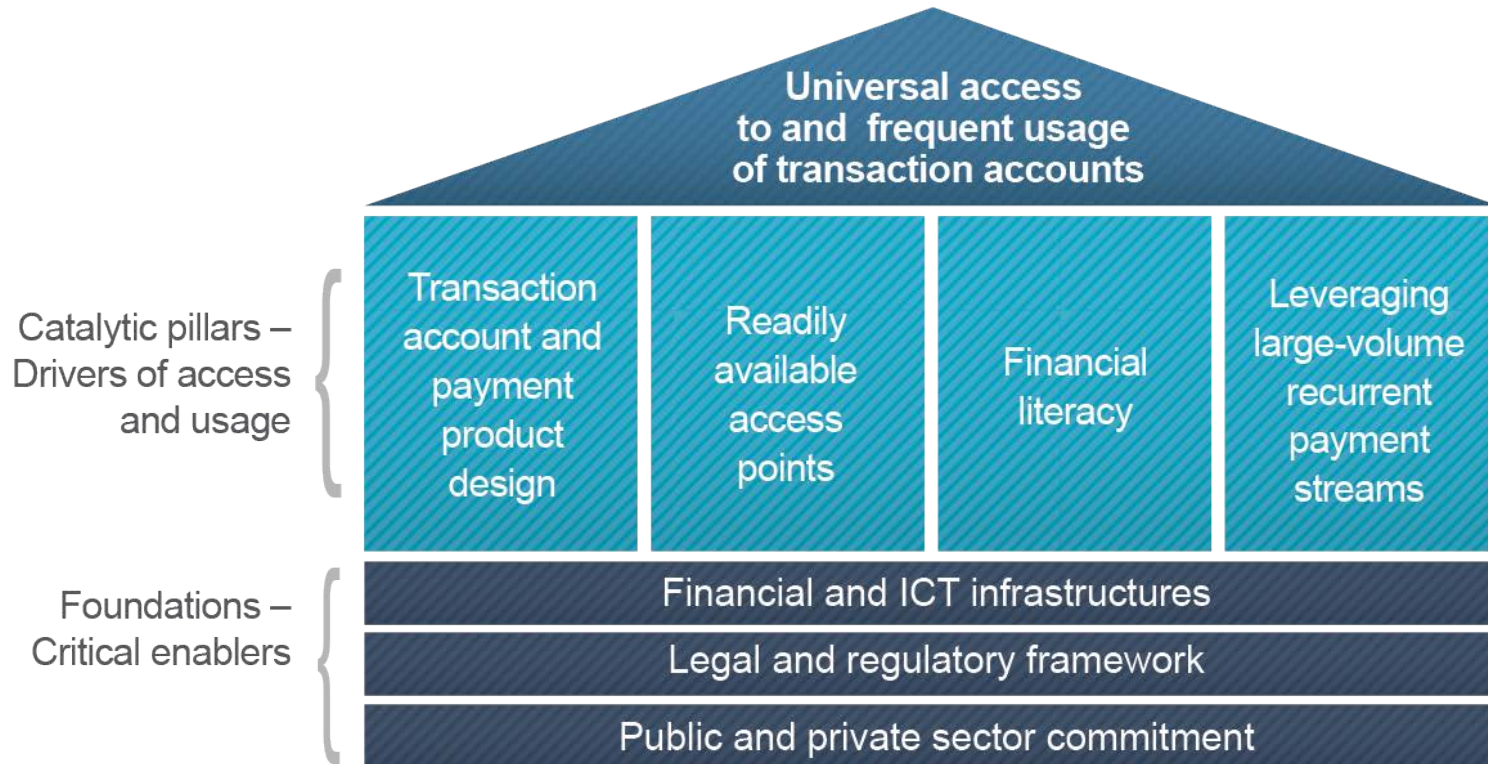 Universal access
to and frequent usage
of transaction accounts
Catalytic pillars –
Drivers of access
and usage
Transaction
account and
payment
product
design
Readily
available
access
points
Financial
literacy
Leveraging
large-volume
recurrent
payment
streams
Foundations –
Critical enablers
Financial and ICT infrastructures
Legal and regulatory framework
Public and private sector commitment